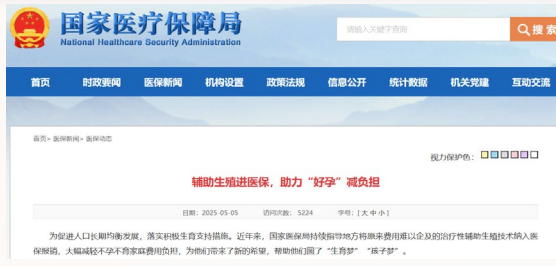 国家医疗保障局
National Healthcare Security Administration
请输入关键字查询
搜索
首页 时政要闻 医保新闻 机构设置 政策法规 信息公开 统计数据 机关党建 互动交流
首页> 医保新闻> 医保动态
视力保护色：
辅助生殖进医保，助力“好孕”减负担
日期：2025-05-05 访问次数：5224 字号：[ 大 中 小 ]
为促进人口长期均衡发展，落实积极生育支持措施。近年来，国家医保局持续指导地方将原来费用难以企及的治疗性辅助生殖技术纳入医
保报销，大幅减轻不孕不育家庭费用负担，为他们带来了新的希望，帮助他们圆了“生育梦”“孩子梦”。